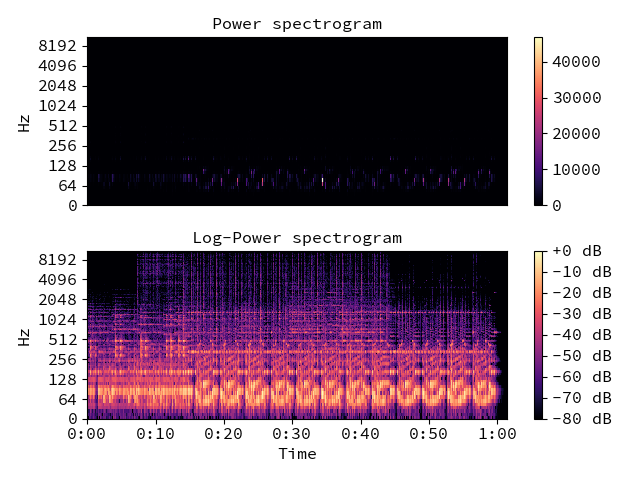 Power spectrogram
8192
4096
2048
1024
512
256
128
64
0
Hz
40000
30000
20000
10000
0
Log-Power spectrogram
8192
4096
2048
1024
512
256
128
64
0
Hz
+0 dB
-10 dB
-20 dB
-30 dB
-40 dB
-50 dB
-60 dB
-70 dB
-80 dB
0:00 0:10 0:20 0:30 0:40 0:50 1:00
Time